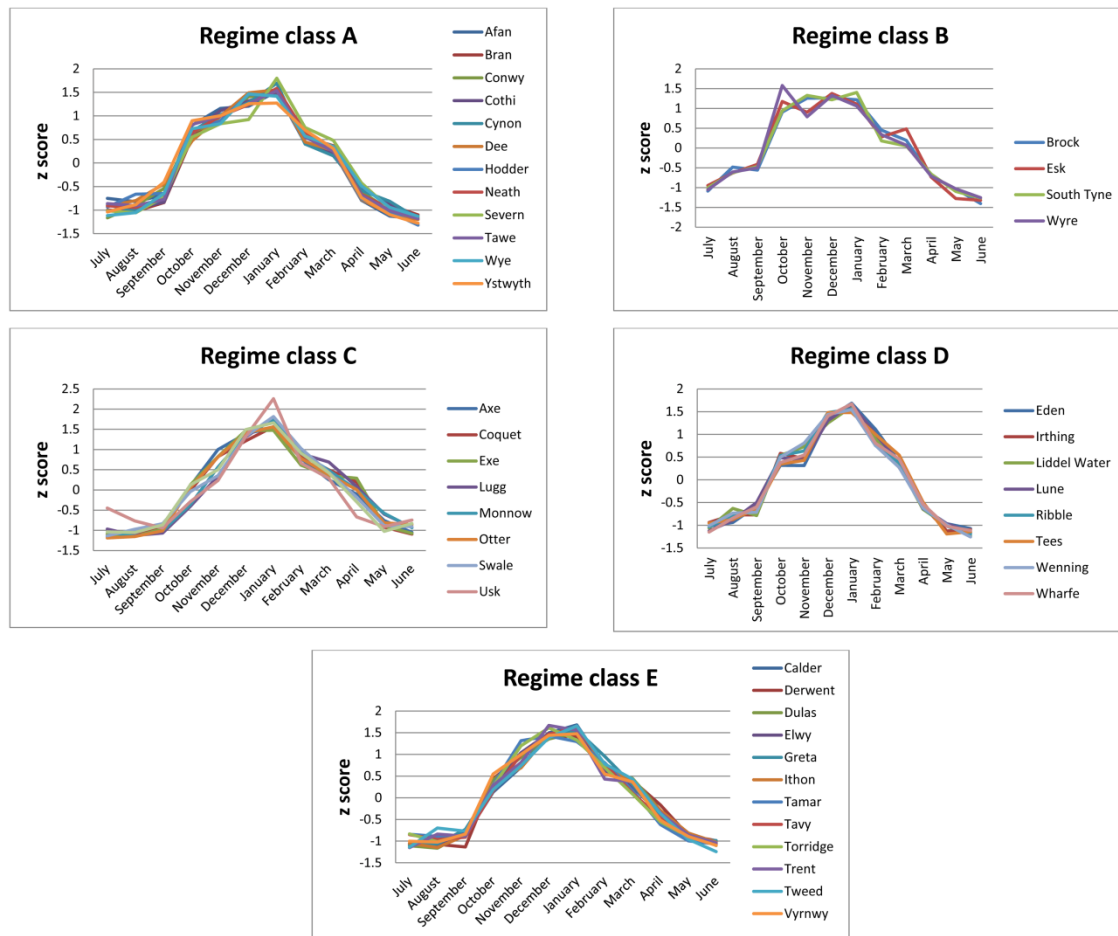 Regime class A
z score
2
1.5
1
0.5
0
-0.5
-1
-1.5
July
August
September
October
November
December
January
February
March
April
May
June
Afan
Bran
Conwy
Cothi
Cynon
Dee
Hodder
Neath
Severn
Tawe
Wye
Ystwyth
Regime class B
z score
2
1.5
1
0.5
0
-0.5
-1
-1.5
-2
July
August
September
October
November
December
January
February
March
April
May
June
Brock
Esk
South Tyne
Wyre
Regime class C
z score
2.5
2
1.5
1
0.5
0
-0.5
-1
-1.5
July
August
September
October
November
December
January
February
March
April
May
June
Axe
Coquet
Exe
Lugg
Monnow
Otter
Swale
Usk
Regime class D
z score
2
1.5
1
0.5
0
-0.5
-1
-1.5
July
August
September
October
November
December
January
February
March
April
May
June
Eden
Irthing
Liddel Water
Lune
Ribble
Tees
Wenning
Wharfe
Regime class E
z score
2
1.5
1
0.5
0
-0.5
-1
-1.5
July
August
September
October
November
December
January
February
March
April
May
June
Calder
Derwent
Dulas
Elwy
Greta
Ithon
Tamar
Tavy
Torridge
Trent
Tweed
Vyrnwy